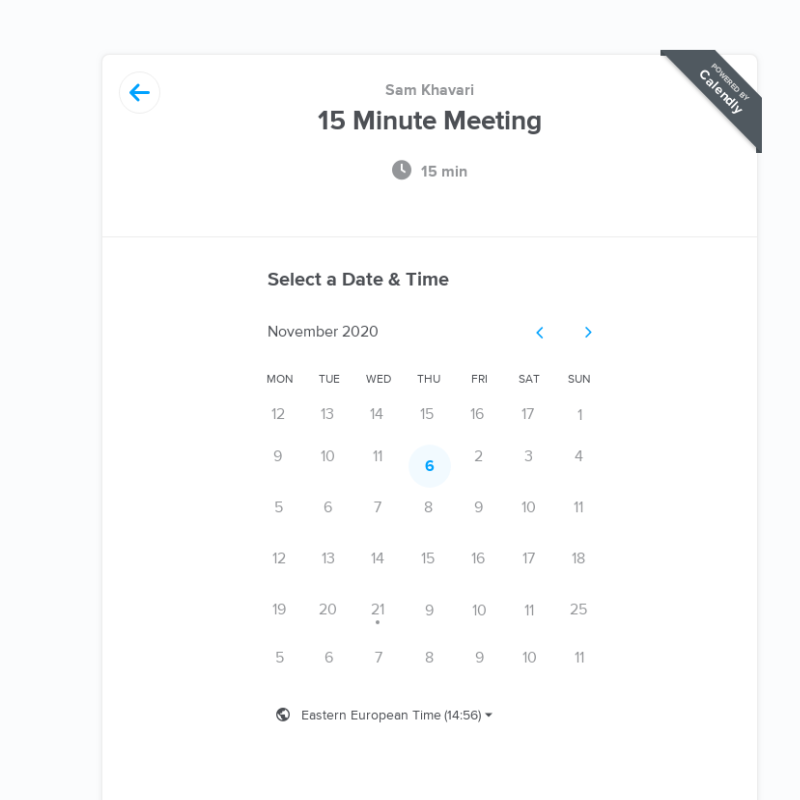 POWERED BY
Calendly
Sam Khavari
15 Minute Meeting
15 min
Select a Date & Time
November 2020
MON TUE WED THU FRI SAT SUN
12 13 14 15 16 17 1
9 10 11 6 2 3 4
5 6 7 8 9 10 11
12 13 14 15 16 17 18
19 20 21 9 10 11 25
5 6 7 8 9 10 11
Eastern European Time (14:56)